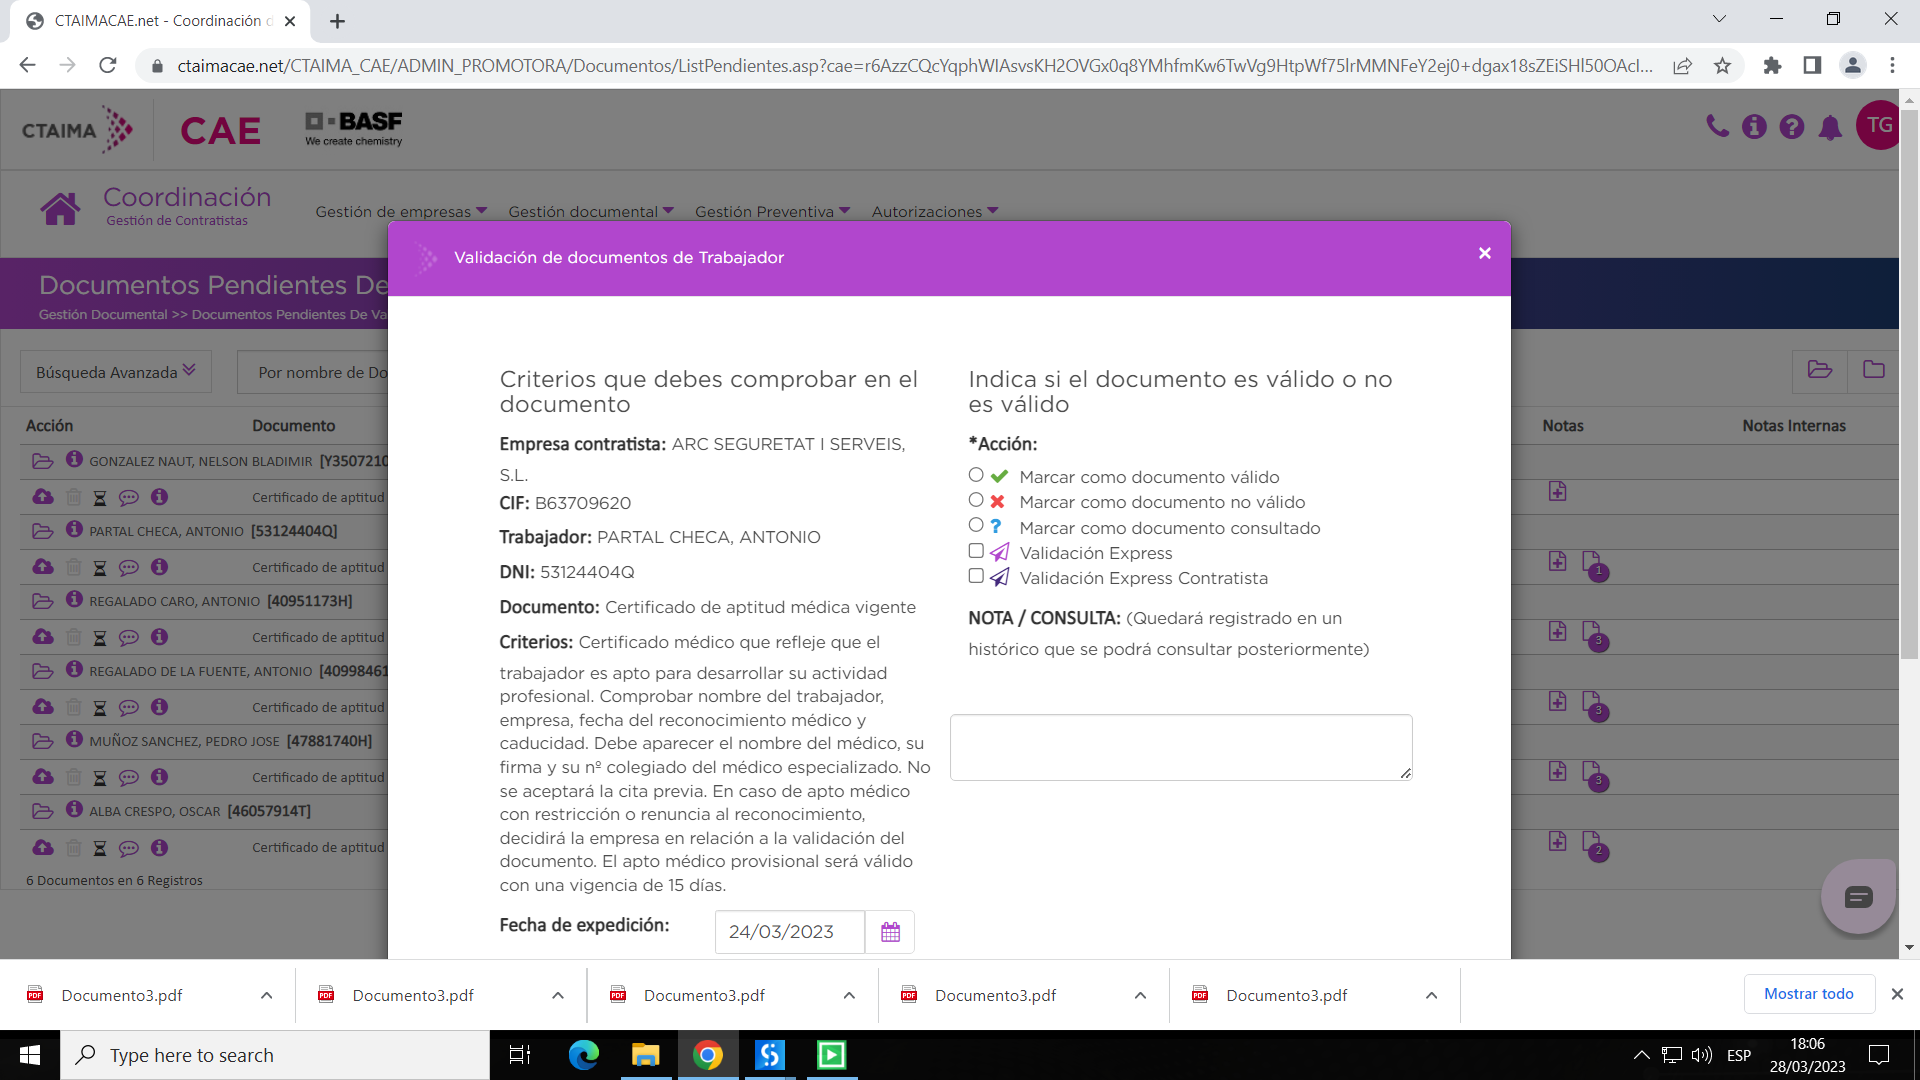 CTAIMACAE.net - Coordinación d
ctaimacae.net/CTAIMA_CAE/ADMIN_PROMOTORA/Documentos/ListPendientes.asp?cae=r6AzzCQcYqphWIAsvsKH2OVGx0q8YMhfmKw6TwVg9HtpWf75lrMMNFeY2ej0+dgax18sZEiSHl50OAcI...
CTAIMA
CAE
BASF
We create chemistry
TG
Coordinación
Gestión de Contratistas
Gestión de empresas
Gestión documental
Gestión Preventiva
Autorizaciones
Documentos Pendientes De
Gestión Documental >> Documentos Pendientes De Va
Búsqueda Avanzada
Por nombre de Do
Acción
Documento
Notas
Notas Internas
GONZALEZ NAUT, NELSON BLADIMIR [Y3507210
Certificado de aptitud
PARTAL CHECA, ANTONIO [53124404Q]
Certificado de aptitud
1
REGALADO CARO, ANTONIO [40951173H]
Certificado de aptitud
3
REGALADO DE LA FUENTE, ANTONIO [40998461
Certificado de aptitud
3
MUÑOZ SANCHEZ, PEDRO JOSE [47881740H]
Certificado de aptitud
3
ALBA CRESPO, OSCAR [46057914T]
Certificado de aptitud
2
6 Documentos en 6 Registros
Validación de documentos de Trabajador
Criterios que debes comprobar en el
documento
Empresa contratista: ARC SEGURETAT I SERVEIS,
S.L.
CIF: B63709620
Trabajador: PARTAL CHECA, ANTONIO
DNI: 53124404Q
Documento: Certificado de aptitud médica vigente
Criterios: Certificado médico que refleje que el
trabajador es apto para desarrollar su actividad
profesional. Comprobar nombre del trabajador,
empresa, fecha del reconocimiento médico y
caducidad. Debe aparecer el nombre del médico, su
firma y su nº colegiado del médico especializado. No
se aceptará la cita previa. En caso de apto médico
con restricción o renuncia al reconocimiento,
decidirá la empresa en relación a la validación del
documento. El apto médico provisional será válido
con una vigencia de 15 días.
Fecha de expedición:
24/03/2023
Indica si el documento es válido o no
es válido
*Acción:
Marcar como documento válido
Marcar como documento no válido
Marcar como documento consultado
Validación Express
Validación Express Contratista
NOTA / CONSULTA: (Quedará registrado en un
histórico que se podrá consultar posteriormente)
Documento3.pdf
Documento3.pdf
Documento3.pdf
Documento3.pdf
Documento3.pdf
Mostrar todo
Type here to search
ESP
18:06
28/03/2023